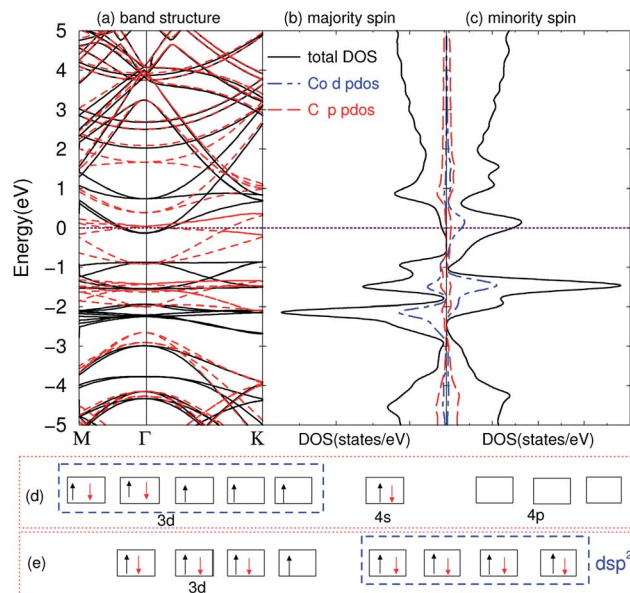 (a) band structure (b) majority spin (c) minority spin
total DOS
Co d pdos
C p pdos
Energy(eV)
5
4
3
2
1
0
−1
−2
−3
−4
−5
M Γ K DOS(states/eV) DOS(states/eV)
(d)
3d 4s 4p
(e) dsp2
3d